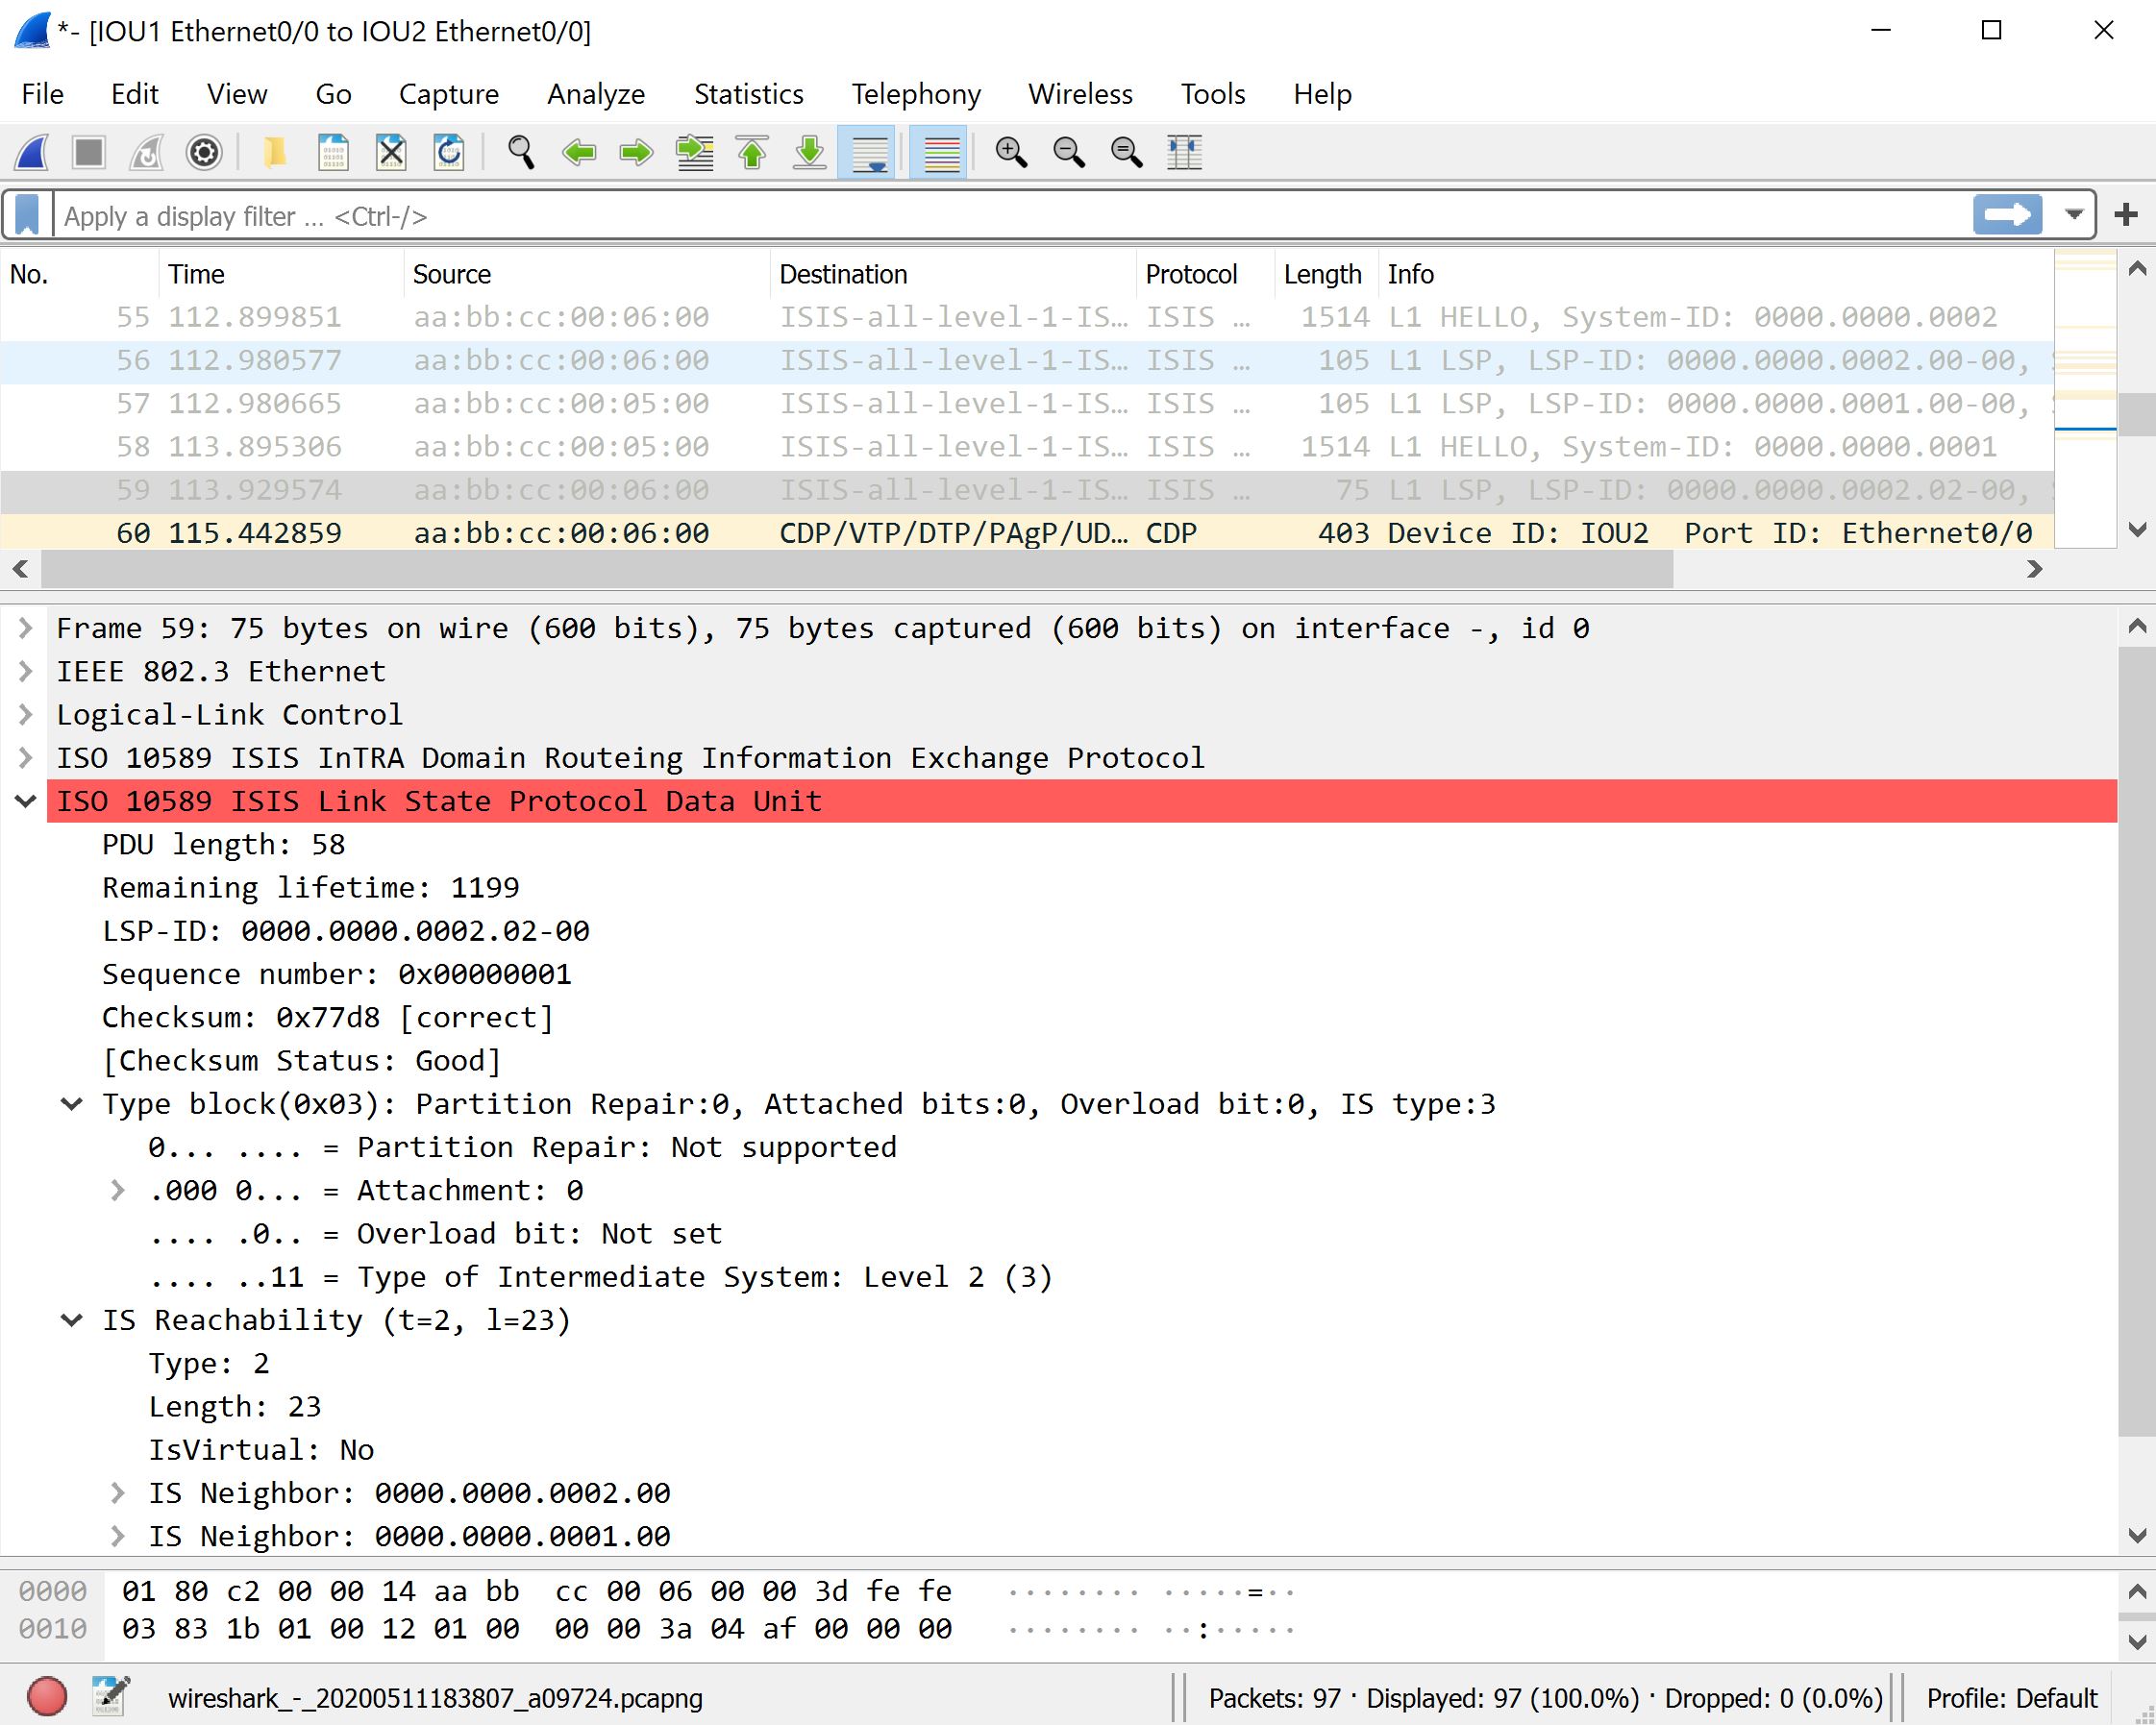 *- [IOU1 Ethernet0/0 to IOU2 Ethernet0/0]
File Edit View Go Capture Analyze Statistics Telephony Wireless Tools Help
Apply a display filter ... <Ctrl-/>
No. Time Source Destination Protocol Length Info
55 112.899851 aa:bb:cc:00:06:00 ISIS-all-level-1-IS… ISIS … 1514 L1 HELLO, System-ID: 0000.0000.0002
56 112.980577 aa:bb:cc:00:06:00 ISIS-all-level-1-IS… ISIS … 105 L1 LSP, LSP-ID: 0000.0000.0002.00-00,
57 112.980665 aa:bb:cc:00:05:00 ISIS-all-level-1-IS… ISIS … 105 L1 LSP, LSP-ID: 0000.0000.0001.00-00,
58 113.895306 aa:bb:cc:00:05:00 ISIS-all-level-1-IS… ISIS … 1514 L1 HELLO, System-ID: 0000.0000.0001
59 113.929574 aa:bb:cc:00:06:00 ISIS-all-level-1-IS… ISIS … 75 L1 LSP, LSP-ID: 0000.0000.0002.02-00,
60 115.442859 aa:bb:cc:00:06:00 CDP/VTP/DTP/PAgP/UD… CDP 403 Device ID: IOU2 Port ID: Ethernet0/0
Frame 59: 75 bytes on wire (600 bits), 75 bytes captured (600 bits) on interface -, id 0
IEEE 802.3 Ethernet
Logical-Link Control
ISO 10589 ISIS InTRA Domain Routeing Information Exchange Protocol
ISO 10589 ISIS Link State Protocol Data Unit
PDU length: 58
Remaining lifetime: 1199
LSP-ID: 0000.0000.0002.02-00
Sequence number: 0x00000001
Checksum: 0x77d8 [correct]
[Checksum Status: Good]
Type block(0x03): Partition Repair:0, Attached bits:0, Overload bit:0, IS type:3
0... .... = Partition Repair: Not supported
.000 0... = Attachment: 0
.... .0.. = Overload bit: Not set
.... ..11 = Type of Intermediate System: Level 2 (3)
IS Reachability (t=2, l=23)
Type: 2
Length: 23
IsVirtual: No
IS Neighbor: 0000.0000.0002.00
IS Neighbor: 0000.0000.0001.00
0000 01 80 c2 00 00 14 aa bb cc 00 06 00 00 3d fe fe ········ ·····=··
0010 03 83 1b 01 00 12 01 00 00 00 3a 04 af 00 00 00 ········ ··:·····
wireshark_-_20200511183807_a09724.pcapng Packets: 97 · Displayed: 97 (100.0%) · Dropped: 0 (0.0%) Profile: Default